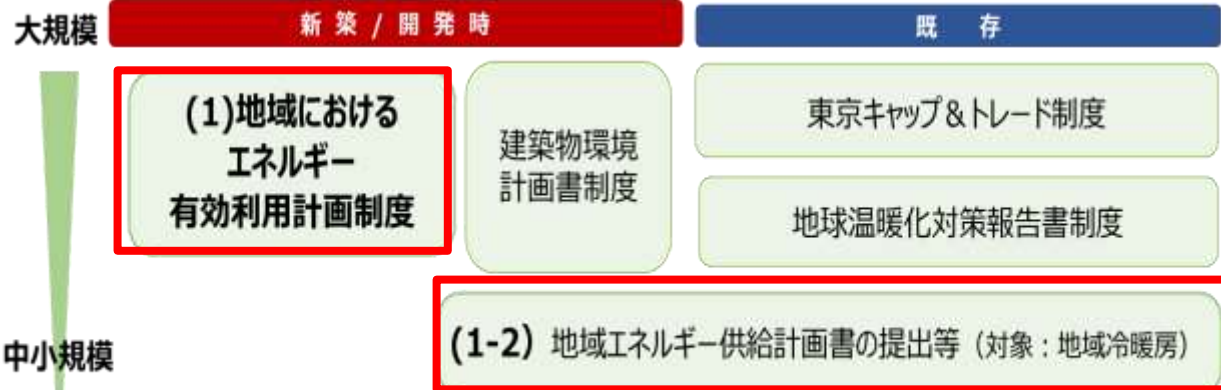 大規模
新築/開発時
既存
(1)地域における
エネルギー
有効利用計画制度
建築物環境
計画書制度
東京キャップ＆トレード制度
地球温暖化対策報告書制度
(1-2）地域エネルギー供給計画書の提出等（対象：地域冷暖房）
中小規模